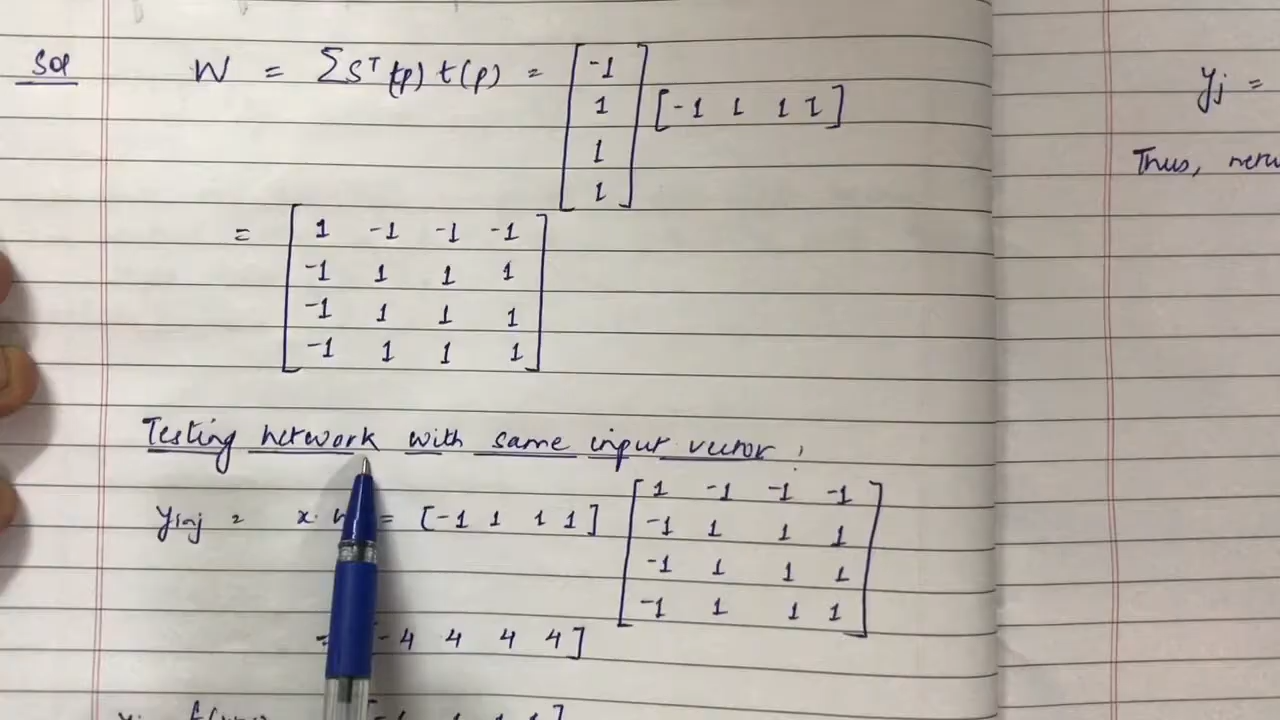 Sol
W = ΣSᵀ(p) t(p) = [-1 1 1 1] [-1 1 1 1]
= [1 -1 -1 -1
-1 1 1 1
-1 1 1 1
-1 1 1 1]
Testing network with same input vector :
yinj = x. = [-1 1 1 1] [1 -1 -1 -1
-1 1 1 1
-1 1 1 1
-1 1 1 1]
= -4 4 4 4]
yj =
Thus,